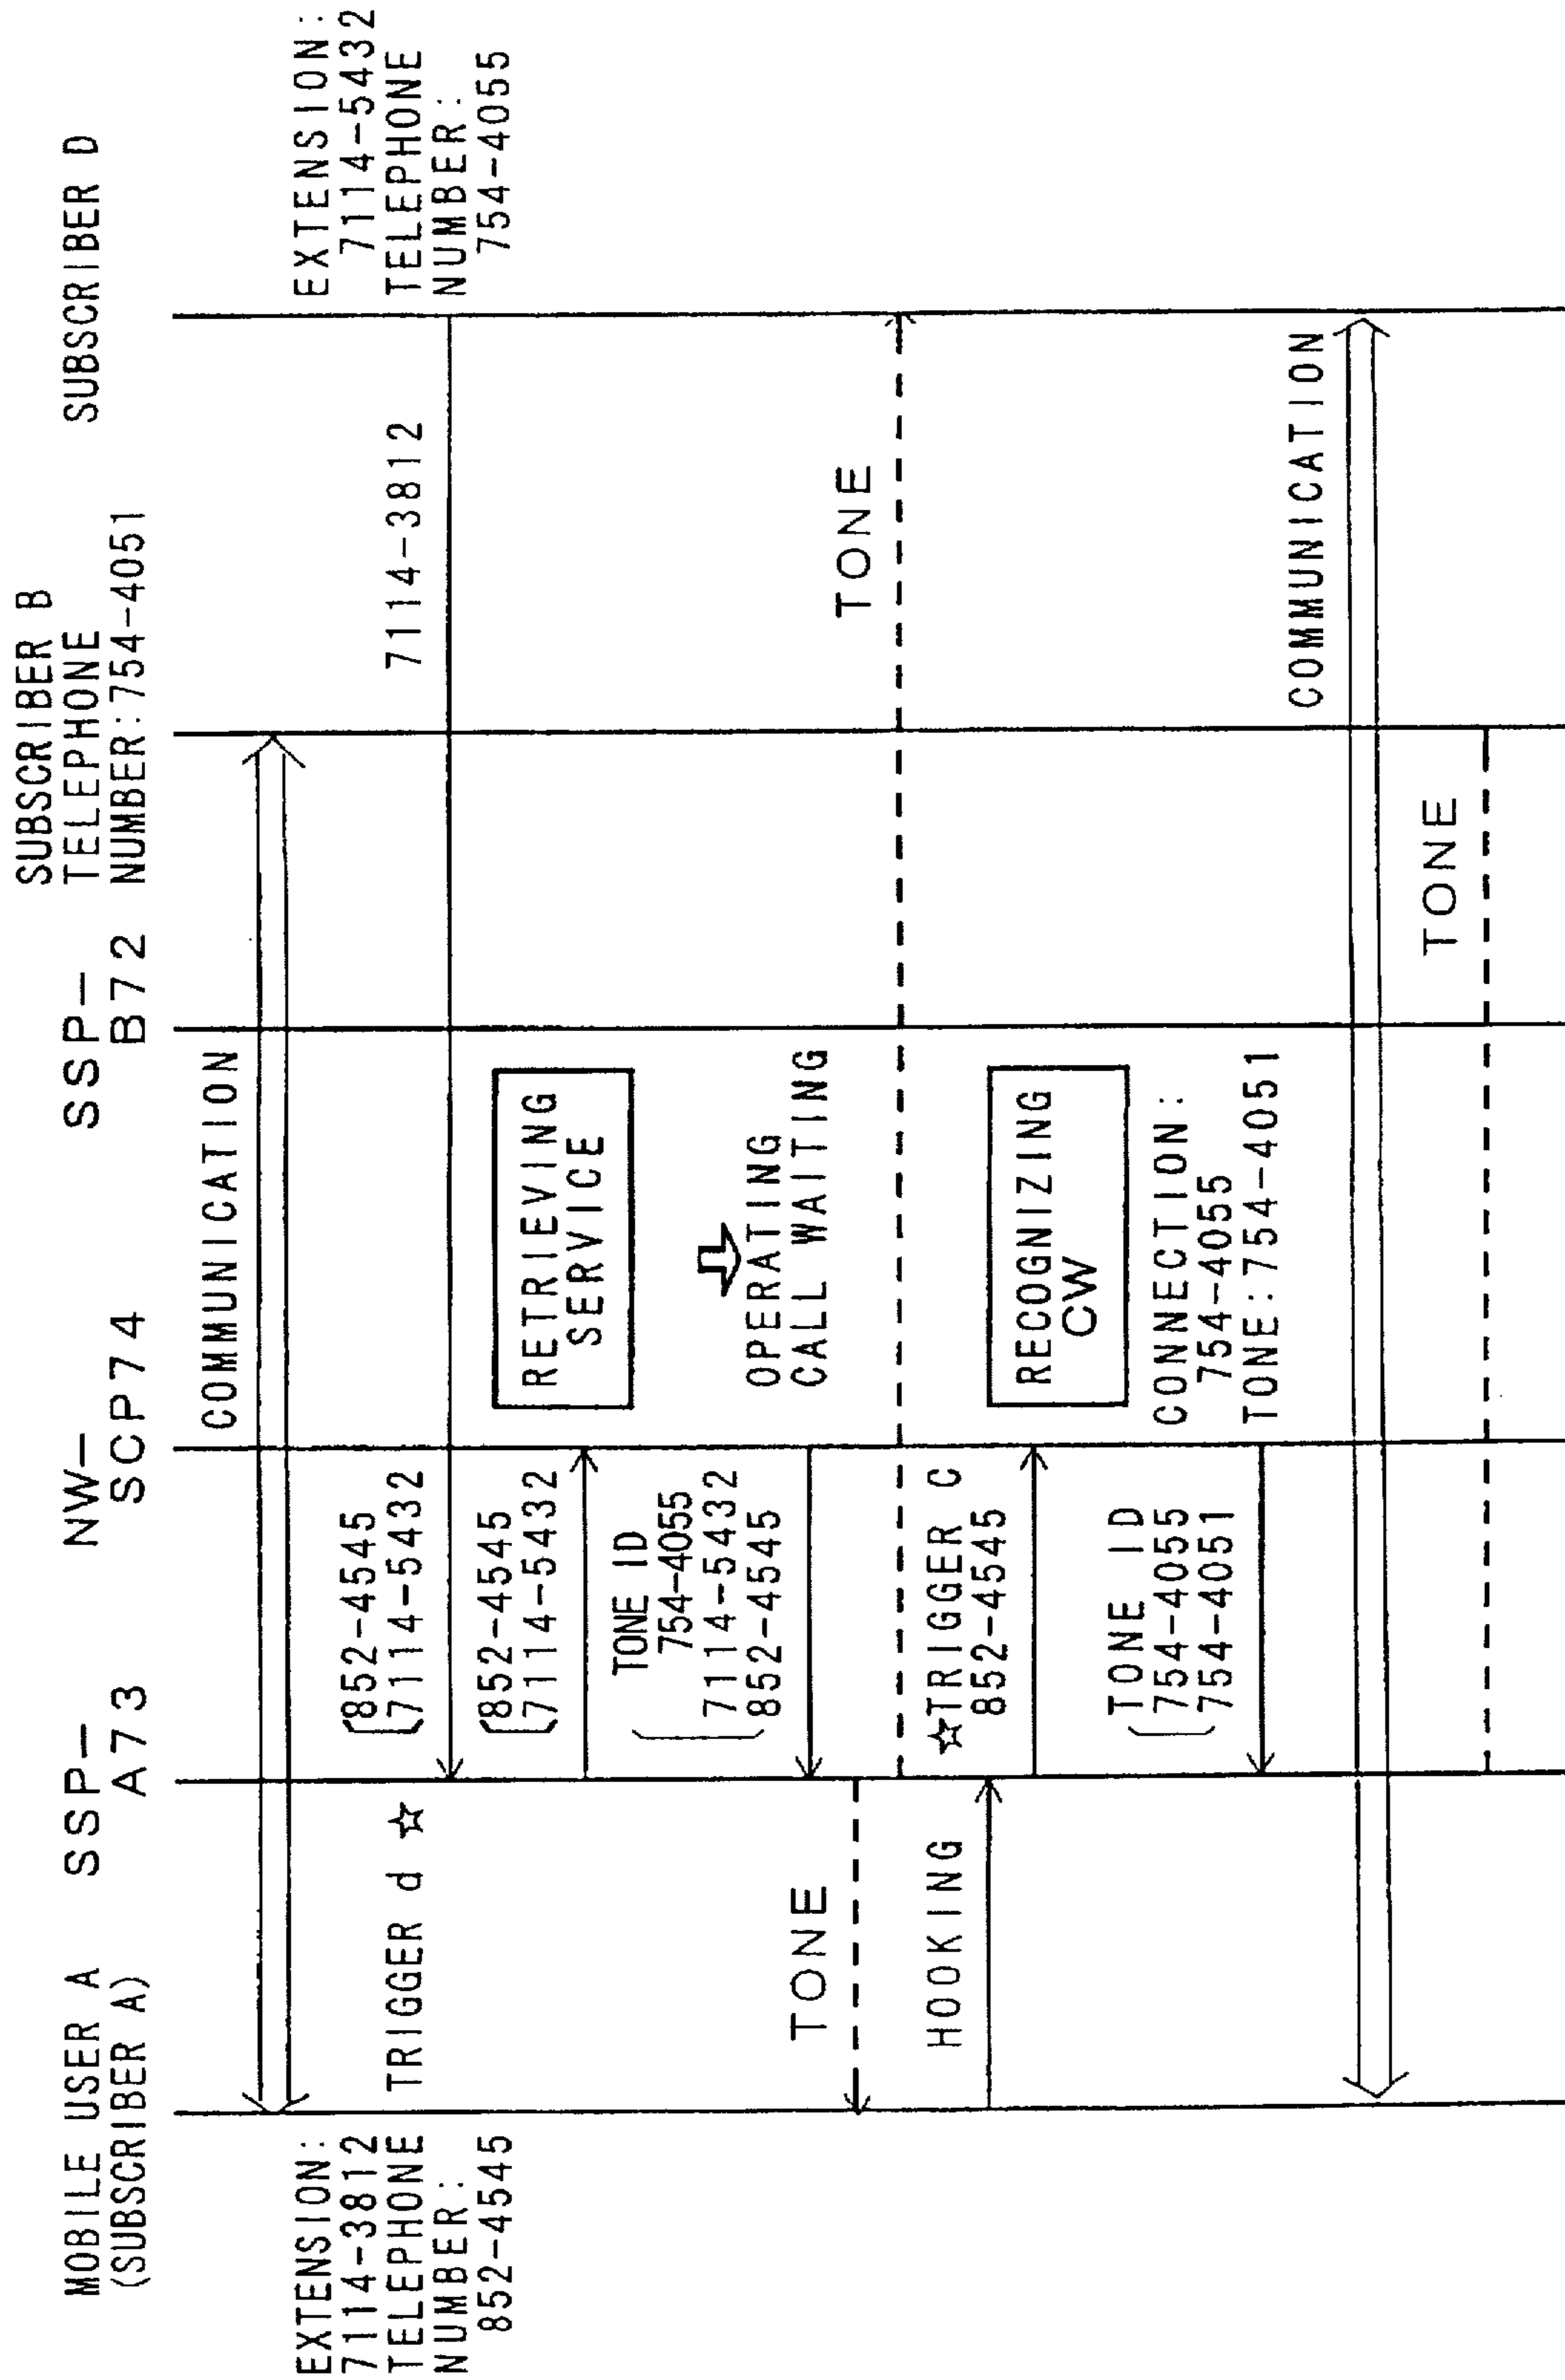 MOBILE USER A
(SUBSCRIBER A)
SSP-
A73
NW-
SCP74
SSP-
B72
SUBSCRIBER B
TELEPHONE
NUMBER:754-4051
SUBSCRIBER D
EXTENSION:
7114-3812
TELEPHONE
NUMBER:
852-4545
EXTENSION:
7114-5432
TELEPHONE
NUMBER:
754-4055
COMMUNICATION
TRIGGER d ☆
852-4545
7114-5432
7114-3812
852-4545
7114-5432
RETRIEVING
SERVICE
TONE ID
754-4055
7114-5432
852-4545
OPERATING
CALL WAITING
TONE
TONE
HOOKING
☆TRIGGER C
852-4545
RECOGNIZING
CW
TONE ID
754-4055
754-4051
CONNECTION:
754-4055
TONE:754-4051
COMMUNICATION
TONE